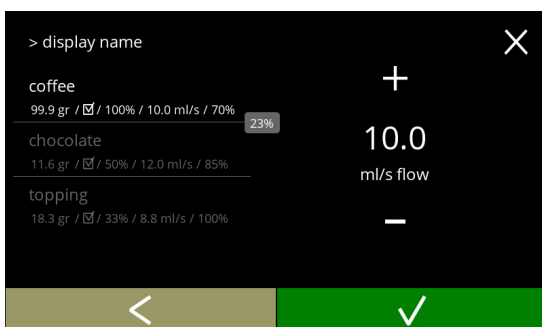 > display name
coffee
99.9 gr / ☑ / 100% / 10.0 ml/s / 70%
23%
chocolate
11.6 gr / ☑ / 50% / 12.0 ml/s / 85%
topping
18.3 gr / ☑ / 33% / 8.8 ml/s / 100%
+
10.0
ml/s flow
−